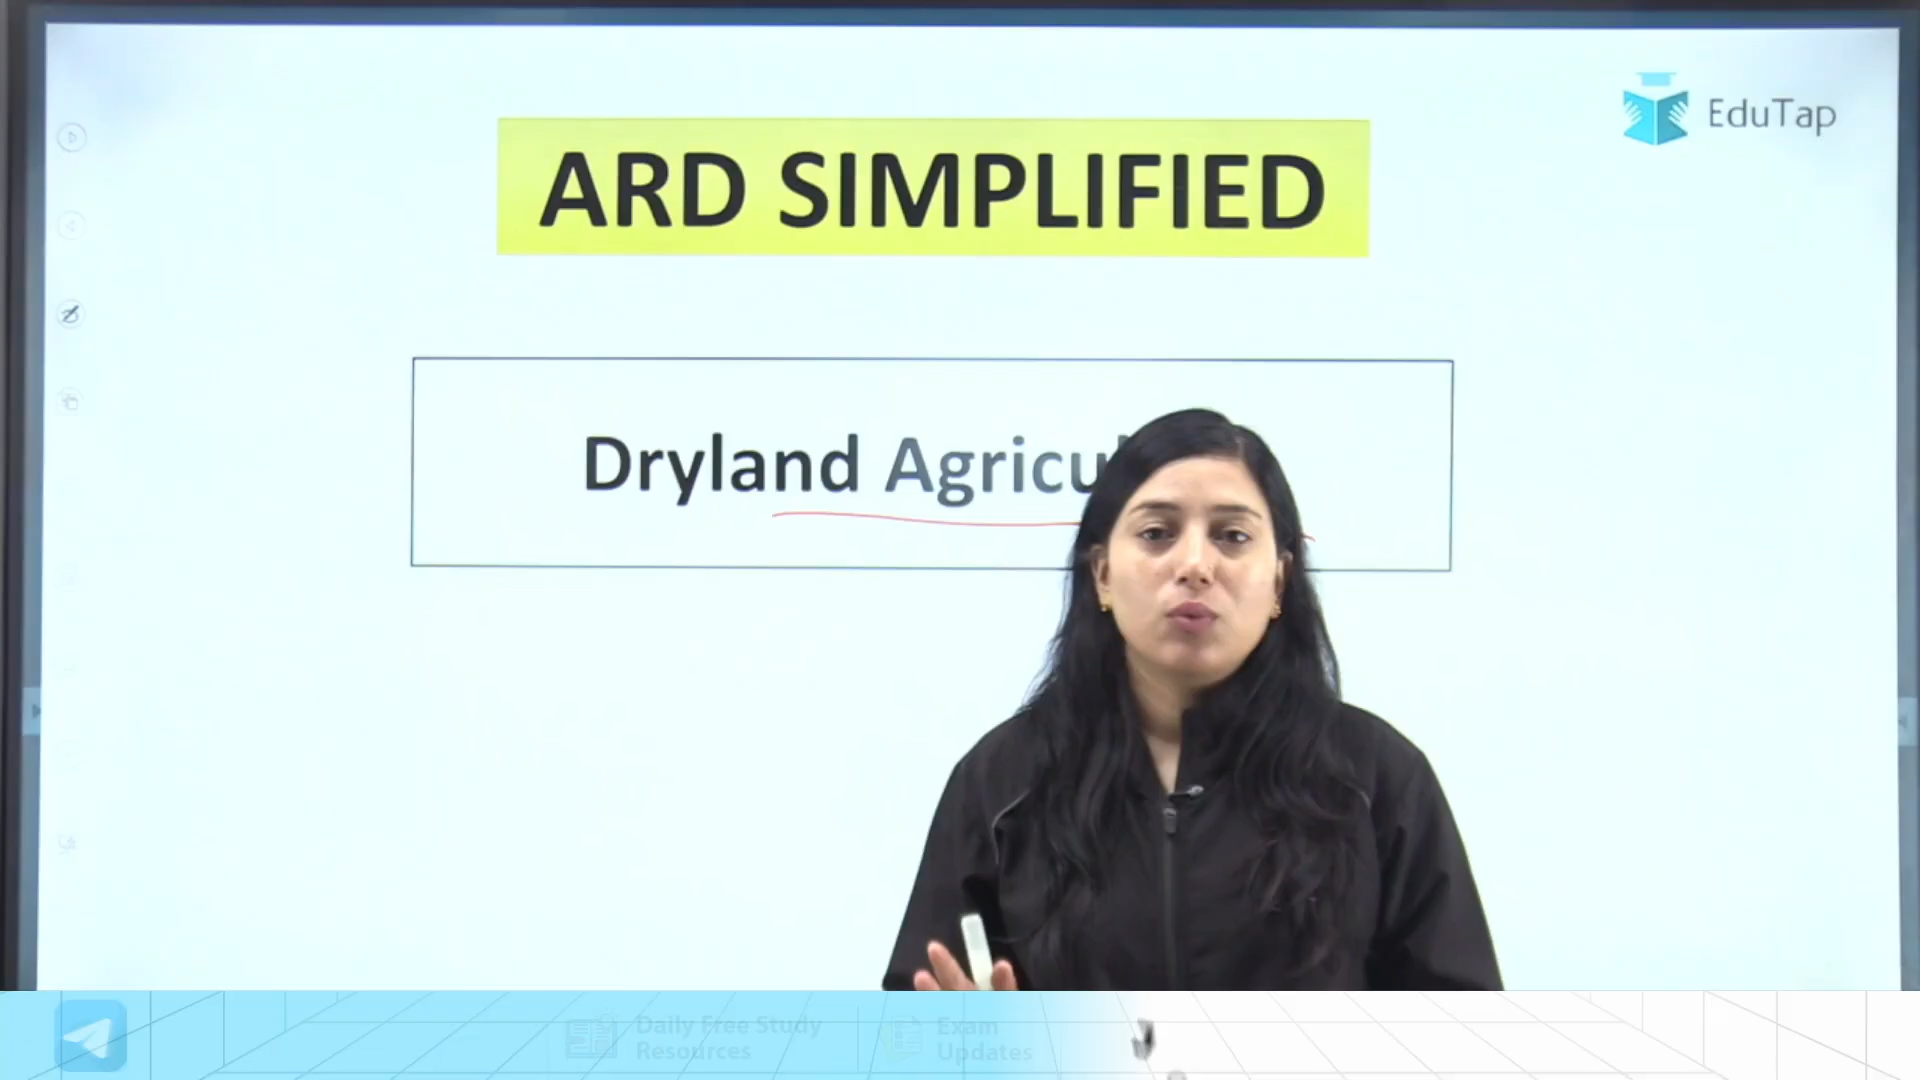 EduTap
ARD SIMPLIFIED
Dryland Agricu
Daily Free Study
Resources
Exam
Updates